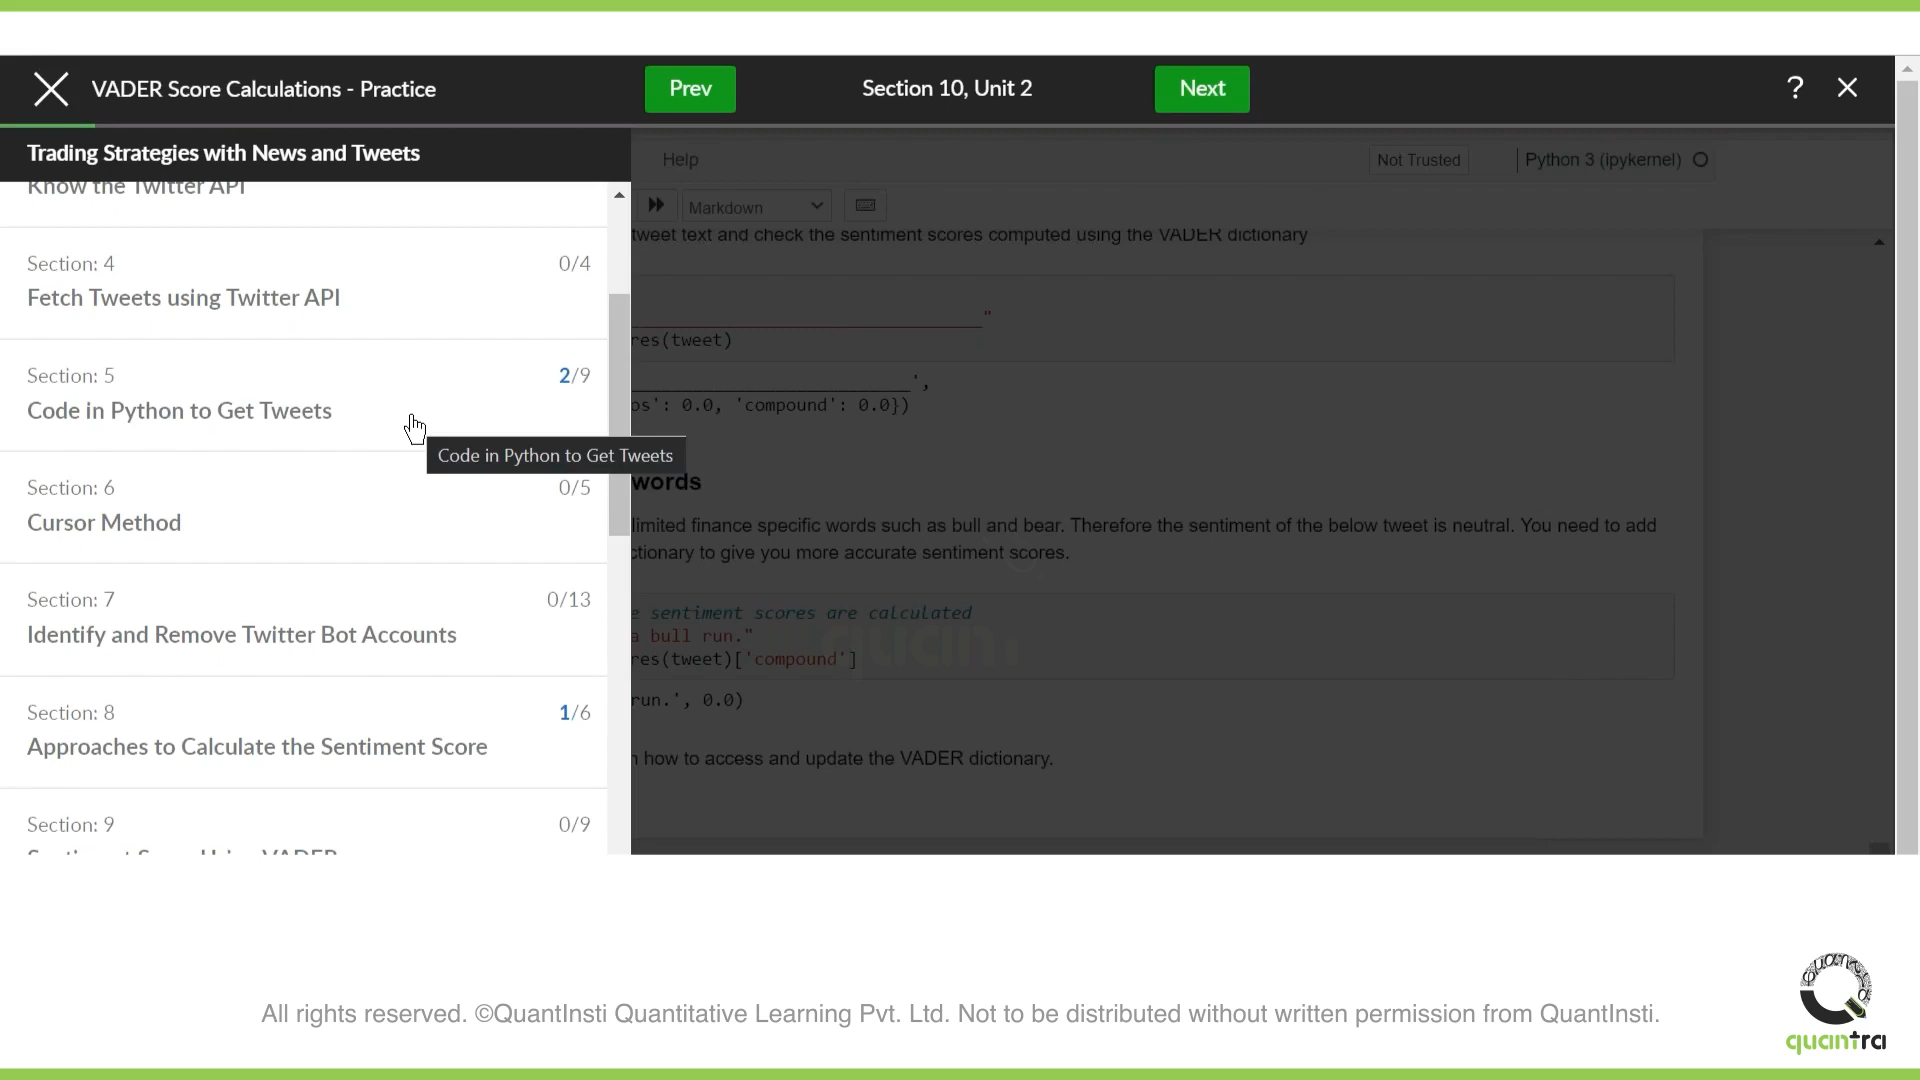 VADER Score Calculations - Practice
Prev
Section 10, Unit 2
Next
?
Trading Strategies with News and Tweets
Know the Twitter API
Section: 4
0/4
Fetch Tweets using Twitter API
Section: 5
2/9
Code in Python to Get Tweets
Code in Python to Get Tweets
Section: 6
0/5
Cursor Method
Section: 7
0/13
Identify and Remove Twitter Bot Accounts
Section: 8
1/6
Approaches to Calculate the Sentiment Score
Section: 9
0/9
Help
Not Trusted
Python 3 (ipykernel)
Markdown
tweet text and check the sentiment scores computed using the VADER dictionary
"
res(tweet)
',
os': 0.0, 'compound': 0.0})
words
limited finance specific words such as bull and bear. Therefore the sentiment of the below tweet is neutral. You need to add
ctionary to give you more accurate sentiment scores.
e sentiment scores are calculated
a bull run."
res(tweet)['compound']
run.', 0.0)
n how to access and update the VADER dictionary.
All rights reserved. ©QuantInsti Quantitative Learning Pvt. Ltd. Not to be distributed without written permission from QuantInsti.
quantra